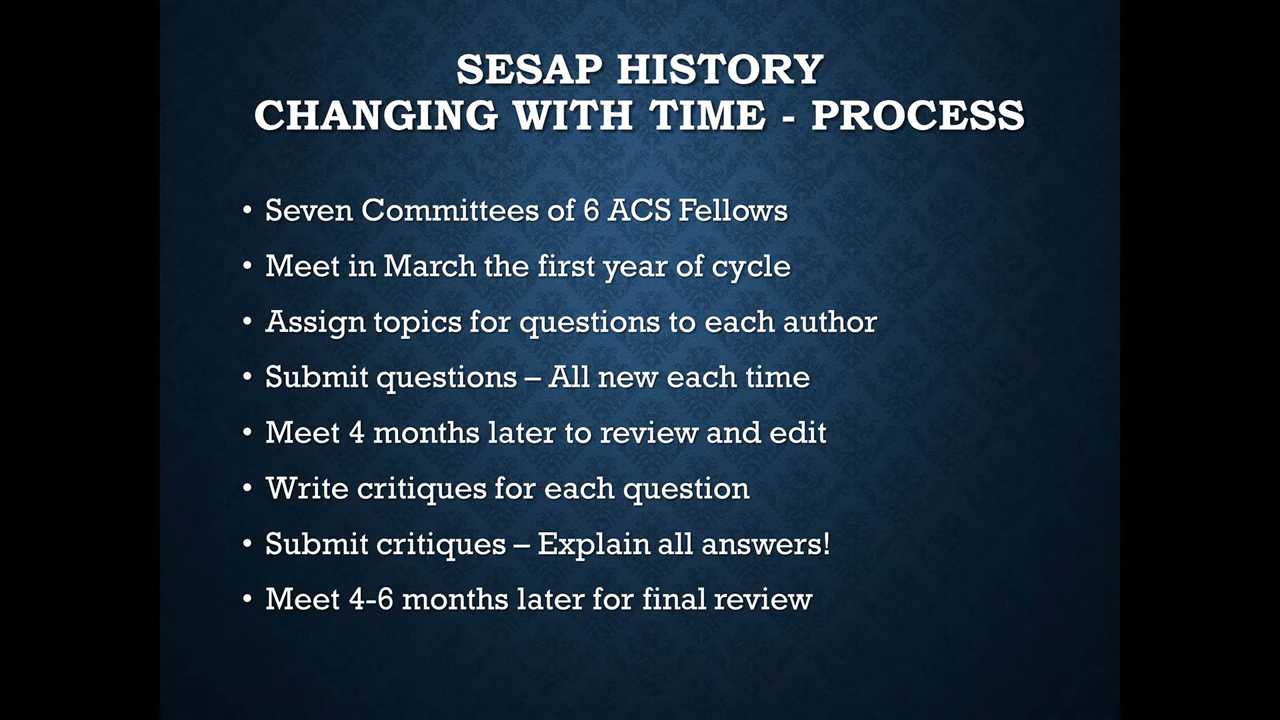 SESAP HISTORY
CHANGING WITH TIME - PROCESS
• Seven Committees of 6 ACS Fellows
• Meet in March the first year of cycle
• Assign topics for questions to each author
• Submit questions – All new each time
• Meet 4 months later to review and edit
• Write critiques for each question
• Submit critiques – Explain all answers!
• Meet 4-6 months later for final review